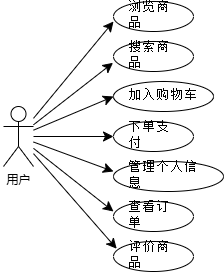 浏览商
品
搜索商
品
加入购物车
下单支
付
管理个人信
息
查看订
单
评价商
品
用户